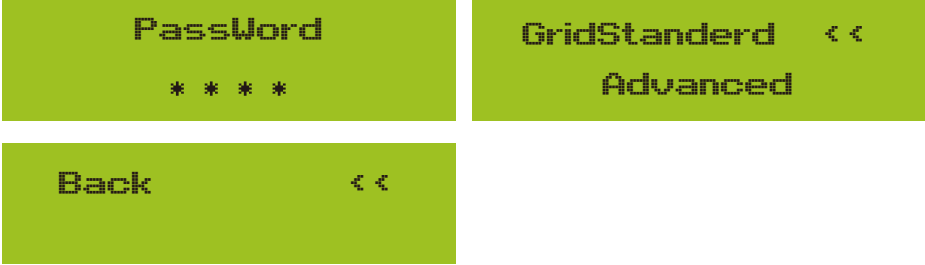 PassWord
* * * *
GridStanderd <<
Advanced
Back <<